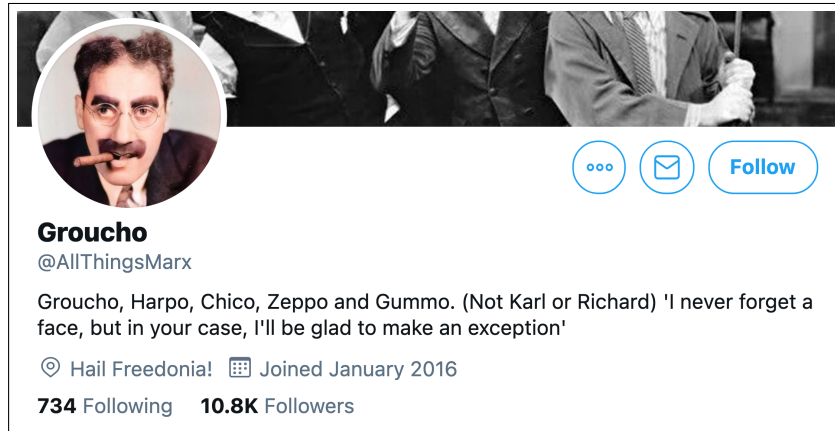 Follow
Groucho
@AllThingsMarx
Groucho, Harpo, Chico, Zeppo and Gummo. (Not Karl or Richard) 'I never forget a
face, but in your case, I'll be glad to make an exception'
Hail Freedonia! Joined January 2016
734 Following 10.8K Followers